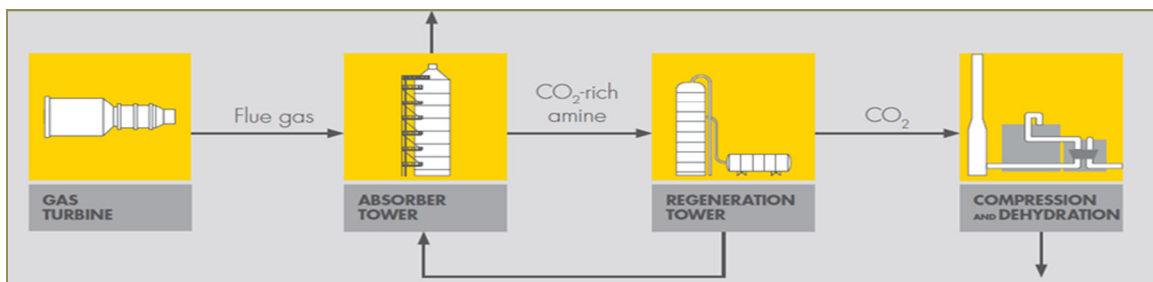 Flue gas
CO₂-rich
amine
CO₂
GAS
TURBINE
ABSORBER
TOWER
REGENERATION
TOWER
COMPRESSION
AND DEHYDRATION